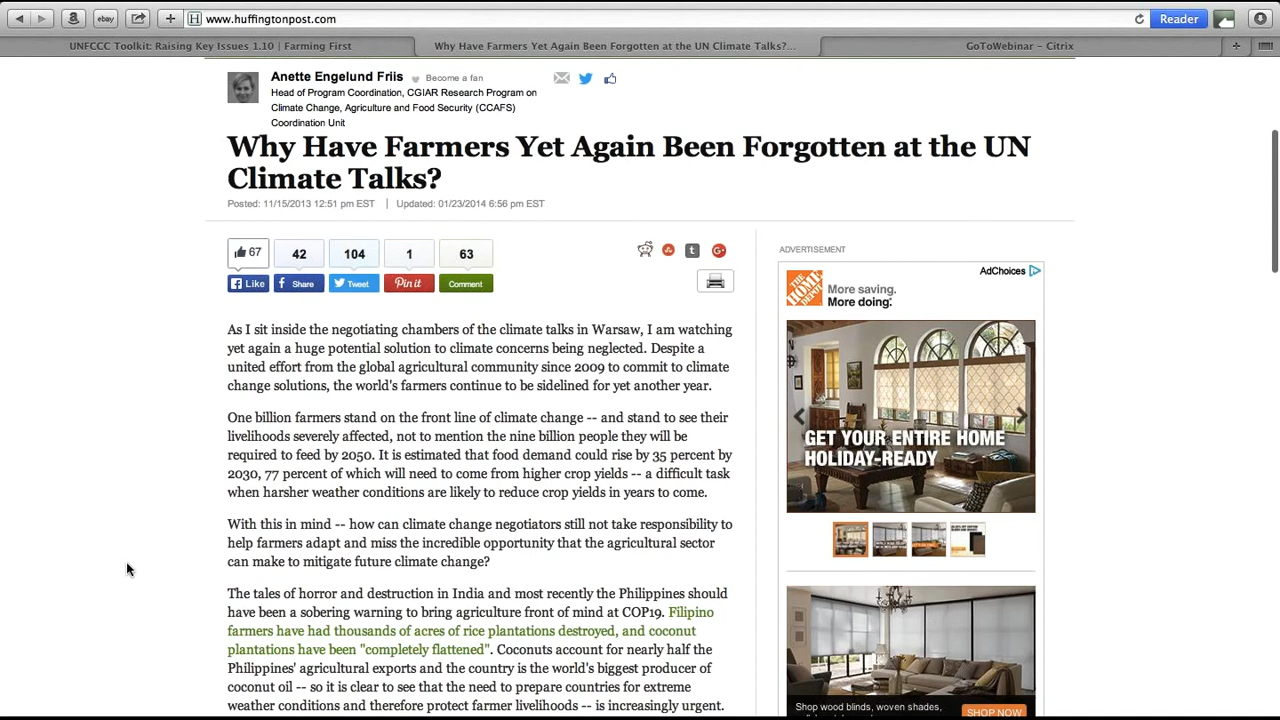 www.huffingtonpost.com
Reader
ebay
UNFCCC Toolkit: Raising Key Issues 1.10 | Farming First
Why Have Farmers Yet Again Been Forgotten at the UN Climate Talks?...
GoToWebinar - Citrix
Anette Engelund Friis
Become a fan
Head of Program Coordination, CGIAR Research Program on
Climate Change, Agriculture and Food Security (CCAFS)
Coordination Unit
Why Have Farmers Yet Again Been Forgotten at the UN
Climate Talks?
Posted: 11/15/2013 12:51 pm EST | Updated: 01/23/2014 6:56 pm EST
67 42 104 1 63
Like Share Tweet Pin it Comment
As I sit inside the negotiating chambers of the climate talks in Warsaw, I am watching
yet again a huge potential solution to climate concerns being neglected. Despite a
united effort from the global agricultural community since 2009 to commit to climate
change solutions, the world's farmers continue to be sidelined for yet another year.
One billion farmers stand on the front line of climate change -- and stand to see their
livelihoods severely affected, not to mention the nine billion people they will be
required to feed by 2050. It is estimated that food demand could rise by 35 percent by
2030, 77 percent of which will need to come from higher crop yields -- a difficult task
when harsher weather conditions are likely to reduce crop yields in years to come.
With this in mind -- how can climate change negotiators still not take responsibility to
help farmers adapt and miss the incredible opportunity that the agricultural sector
can make to mitigate future climate change?
The tales of horror and destruction in India and most recently the Philippines should
have been a sobering warning to bring agriculture front of mind at COP19. Filipino
farmers have had thousands of acres of rice plantations destroyed, and coconut
plantations have been "completely flattened". Coconuts account for nearly half the
Philippines' agricultural exports and the country is the world's biggest producer of
coconut oil -- so it is clear to see that the need to prepare countries for extreme
weather conditions and therefore protect farmer livelihoods -- is increasingly urgent.
ADVERTISEMENT
AdChoices
THE HOME DEPOT
More saving.
More doing.
GET YOUR ENTIRE HOME
HOLIDAY-READY
Shop wood blinds, woven shades,
SHOP NOW